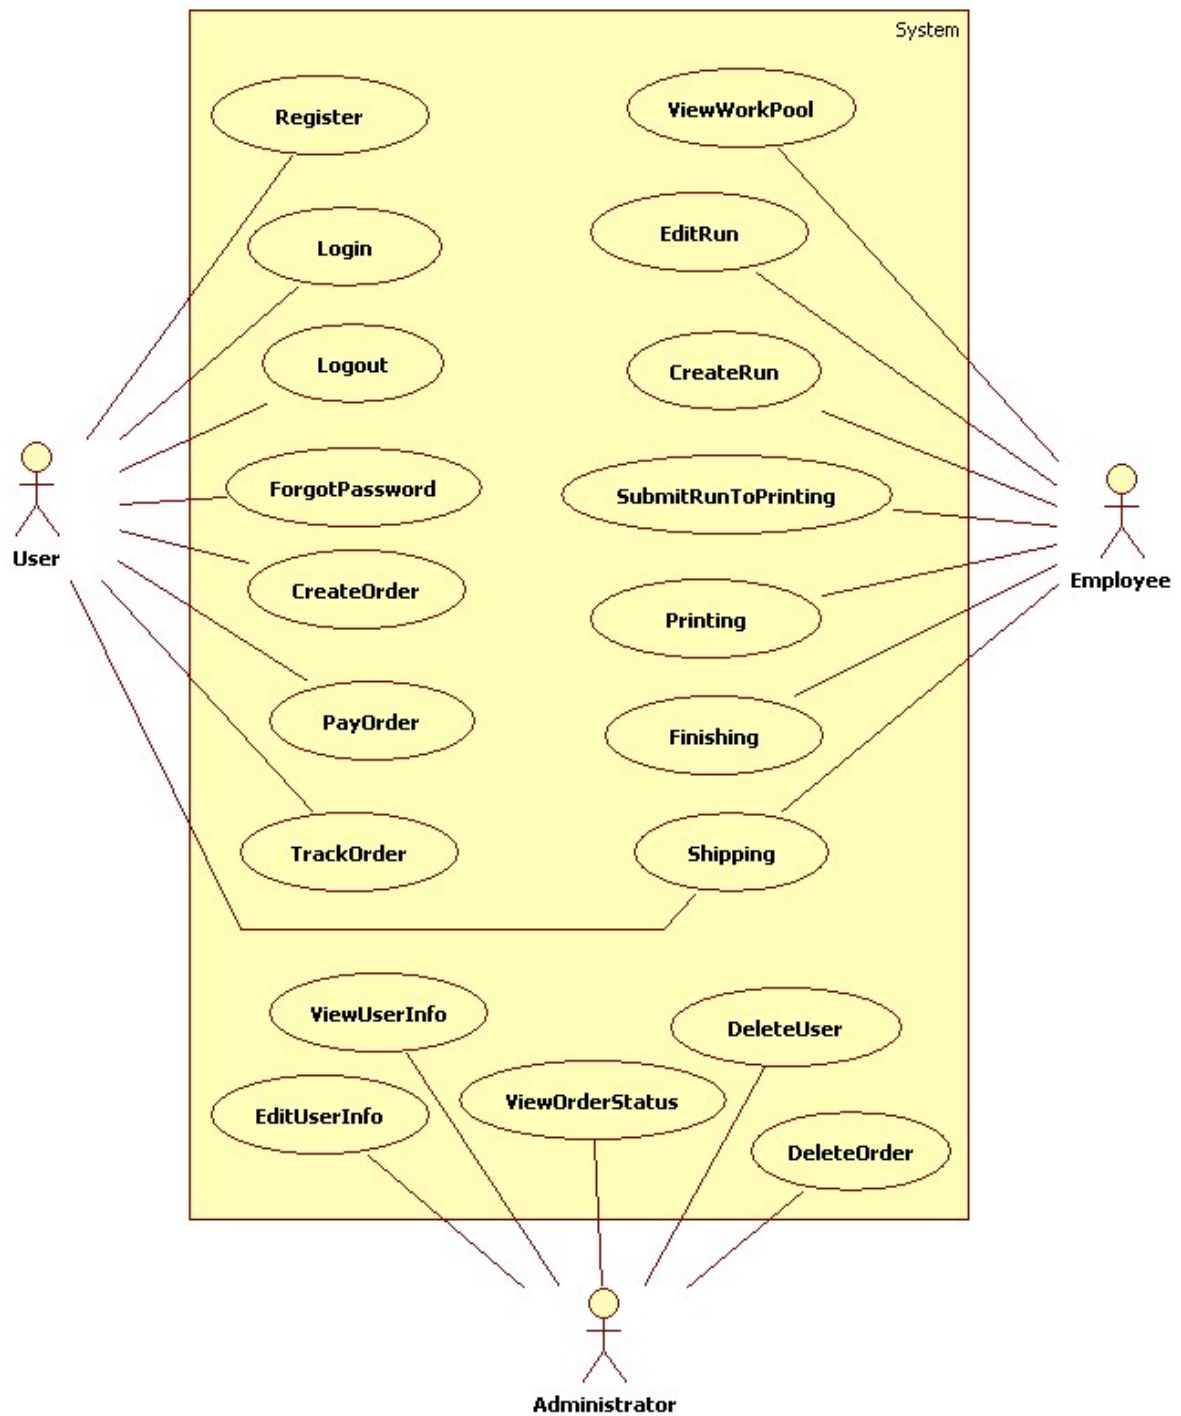 System
Register
ViewWorkPool
Login
EditRun
Logout
CreateRun
ForgotPassword
SubmitRunToPrinting
User
Employee
CreateOrder
Printing
PayOrder
Finishing
TrackOrder
Shipping
ViewUserInfo
DeleteUser
EditUserInfo
ViewOrderStatus
DeleteOrder
Administrator